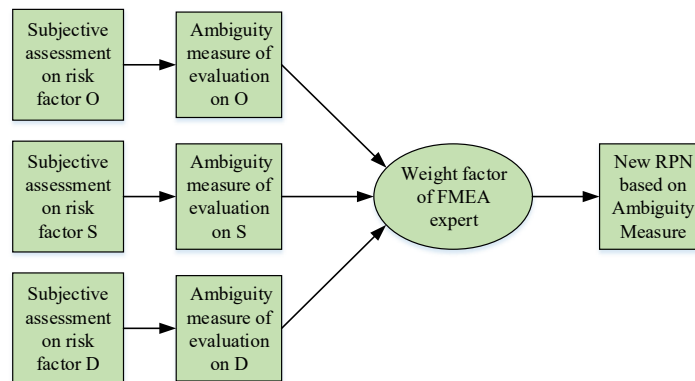 Subjective
assessment
on risk
factor O
Ambiguity
measure of
evaluation
on O
Subjective
assessment
on risk
factor S
Ambiguity
measure of
evaluation
on S
Weight factor
of FMEA
expert
New RPN
based on
Ambiguity
Measure
Subjective
assessment
on risk
factor D
Ambiguity
measure of
evaluation
on D